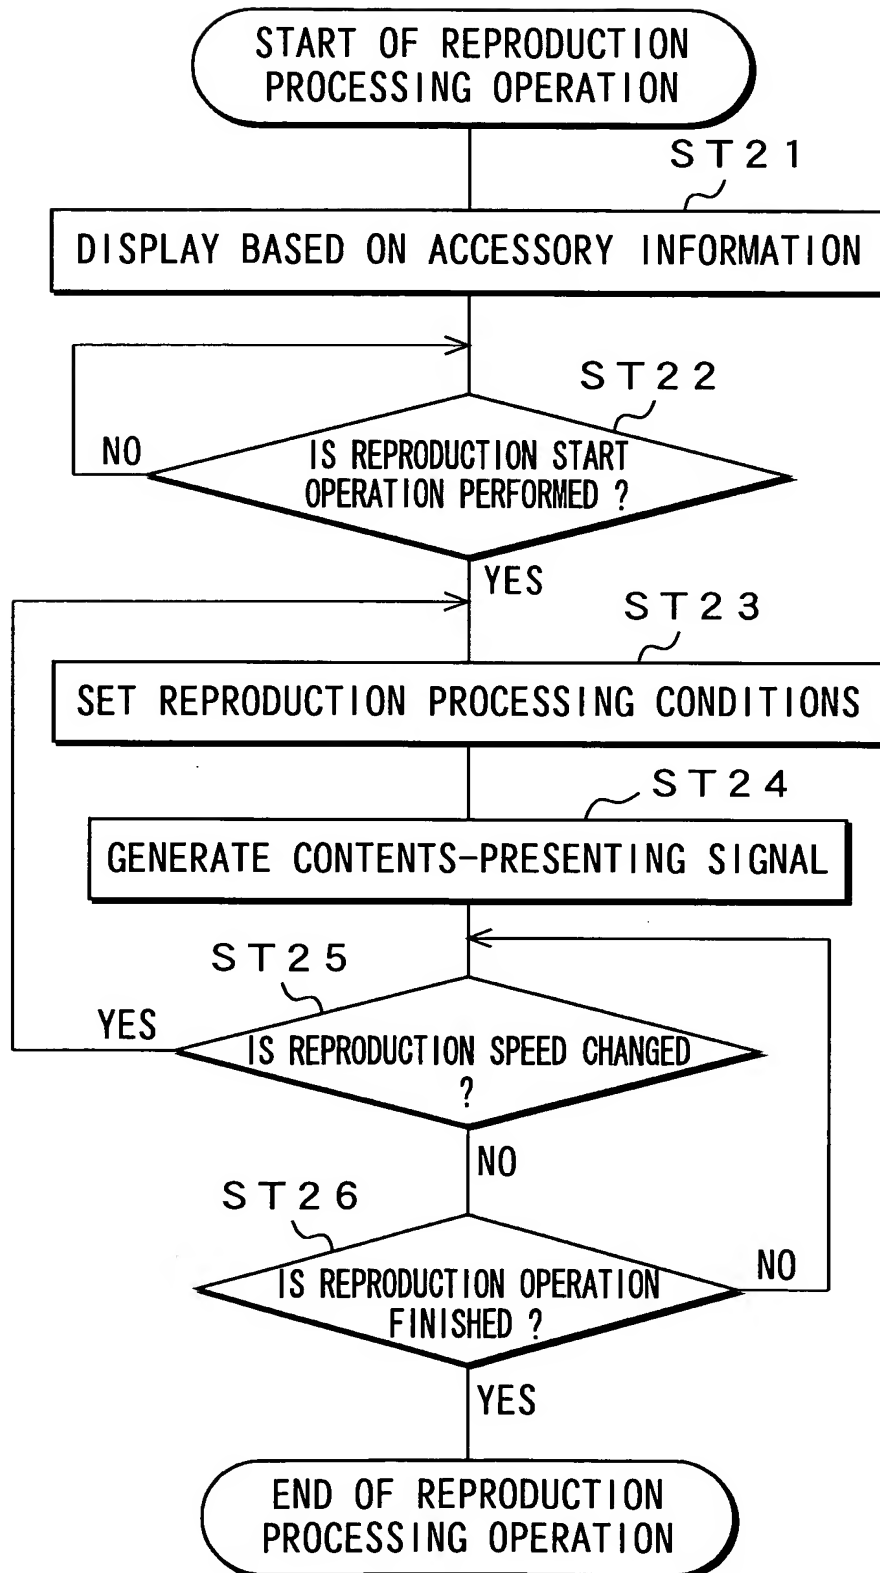 START OF REPRODUCTION
PROCESSING OPERATION
ST21
DISPLAY BASED ON ACCESSORY INFORMATION
ST22
NO
IS REPRODUCTION START
OPERATION PERFORMED ?
YES
ST23
SET REPRODUCTION PROCESSING CONDITIONS
ST24
GENERATE CONTENTS-PRESENTING SIGNAL
ST25
YES
IS REPRODUCTION SPEED CHANGED
?
NO
ST26
IS REPRODUCTION OPERATION
FINISHED ?
NO
YES
END OF REPRODUCTION
PROCESSING OPERATION